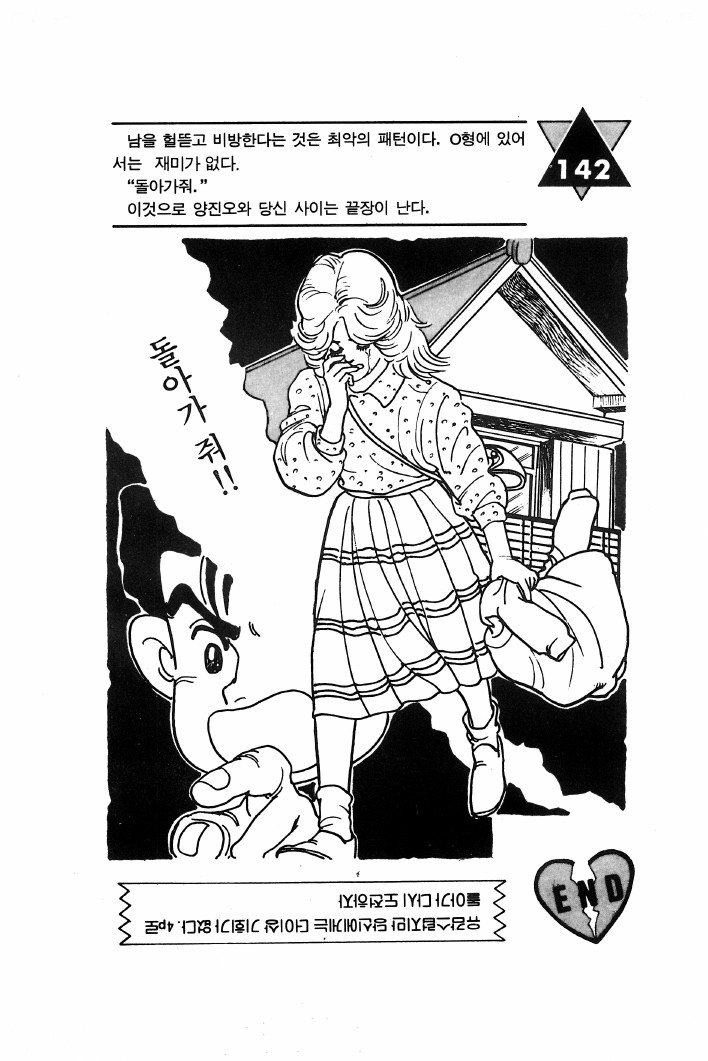 남을 헐뜯고 비방한다는 것은 최악의 패턴이다. O형에 있어
서는 재미가 없다.
“돌아가줘.”
이것으로 양진오와 당신 사이는 끝장이 난다.
142
돌아가 줘!!
유감스럽지만 당신에게는 더이상 기회가 없다. 4p로
돌아가 다시 도전하자
END